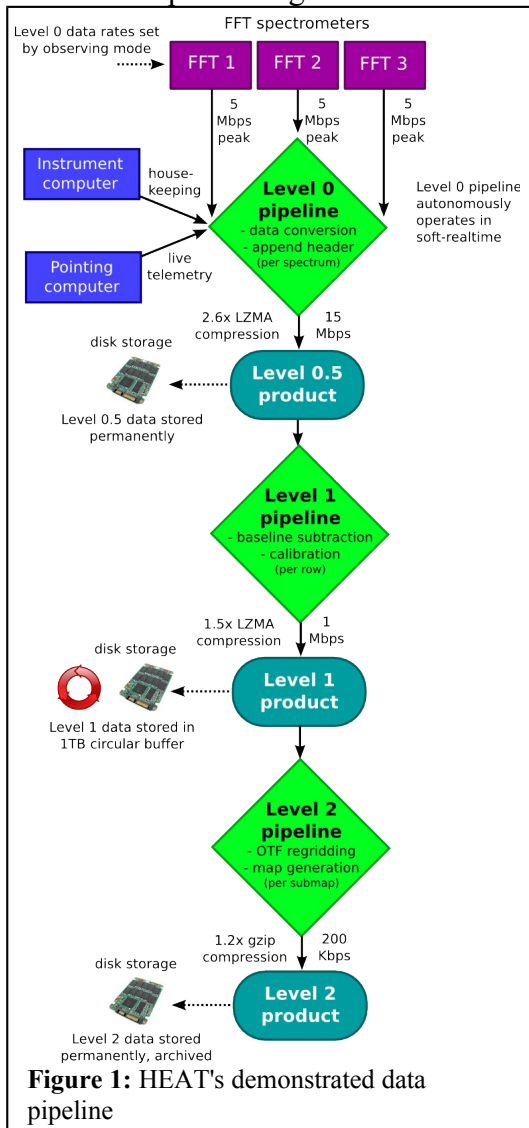 FFT spectrometers
Level 0 data rates set
by observing mode
FFT 1
FFT 2
FFT 3
5
Mbps
peak
5
Mbps
peak
5
Mbps
peak
Instrument
computer
house-
keeping
Pointing
computer
live
telemetry
Level 0
pipeline
- data conversion
- append header
(per spectrum)
Level 0 pipeline
autonomously
operates in
soft-realtime
2.6x LZMA
compression
15
Mbps
disk storage
Level 0.5
product
Level 0.5 data stored
permanently
Level 1
pipeline
- baseline subtraction
- calibration
(per row)
1.5x LZMA
compression
1
Mbps
disk storage
Level 1
product
Level 1 data stored in
1TB circular buffer
Level 2
pipeline
- OTF regridding
- map generation
(per submap)
1.2x gzip
compression
200
Kbps
disk storage
Level 2
product
Level 2 data stored
permanently, archived
Figure 1: HEAT's demonstrated data
pipeline